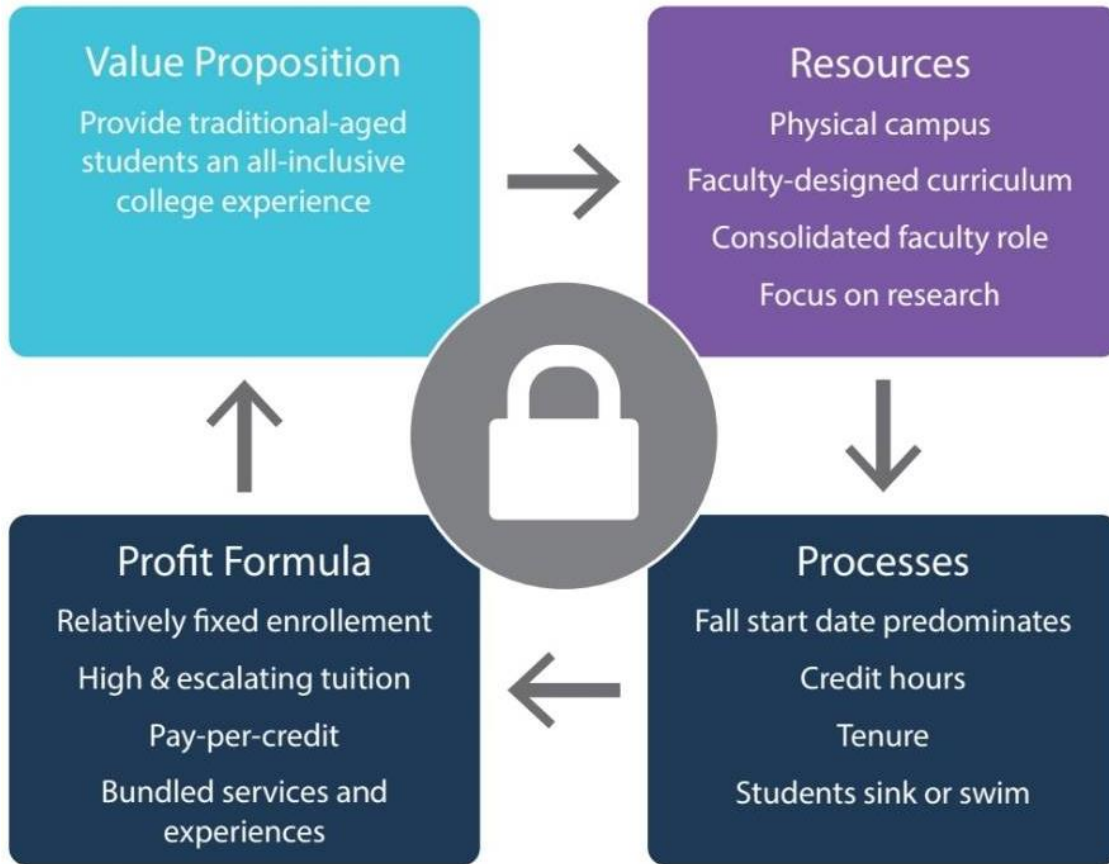 Value Proposition
Provide traditional-aged
students an all-inclusive
college experience
Resources
Physical campus
Faculty-designed curriculum
Consolidated faculty role
Focus on research
Profit Formula
Relatively fixed enrollement
High & escalating tuition
Pay-per-credit
Bundled services and
experiences
Processes
Fall start date predominates
Credit hours
Tenure
Students sink or swim